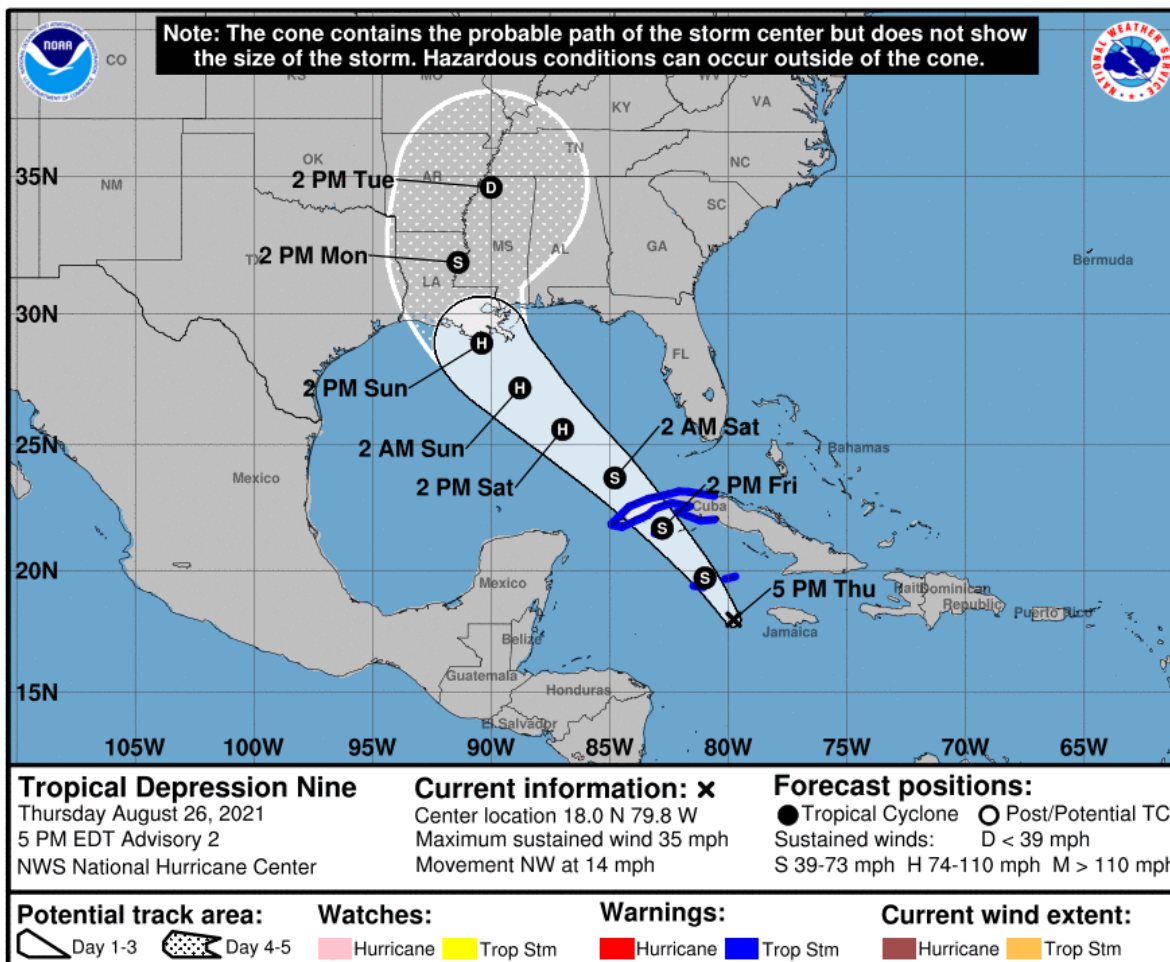 Note: The cone contains the probable path of the storm center but does not show
the size of the storm. Hazardous conditions can occur outside of the cone.
NOAA
NATIONAL WEATHER SERVICE
CO
KS
MO
WV
VA
KY
OK
TN
NC
NM
AR
SC
MS
AL
GA
TX
LA
FL
35N
30N
25N
20N
15N
2 PM Tue
D
2 PM Mon
S
Bermuda
H
2 PM Sun
H
2 AM Sun
H
2 PM Sat
2 AM Sat
S
Bahamas
Mexico
2 PM Fri
Cuba
S
S
5 PM Thu
Mexico
Haiti
Dominican
Republic
Puerto Rico
Jamaica
Belize
Guatemala
Honduras
El Salvador
105W 100W 95W 90W 85W 80W 75W 70W 65W
Tropical Depression Nine
Thursday August 26, 2021
5 PM EDT Advisory 2
NWS National Hurricane Center
Current information: x
Center location 18.0 N 79.8 W
Maximum sustained wind 35 mph
Movement NW at 14 mph
Forecast positions:
Tropical Cyclone Post/Potential TC
Sustained winds: D < 39 mph
S 39-73 mph H 74-110 mph M > 110 mph
Potential track area:
Day 1-3 Day 4-5
Watches:
Hurricane Trop Stm
Warnings:
Hurricane Trop Stm
Current wind extent:
Hurricane Trop Stm